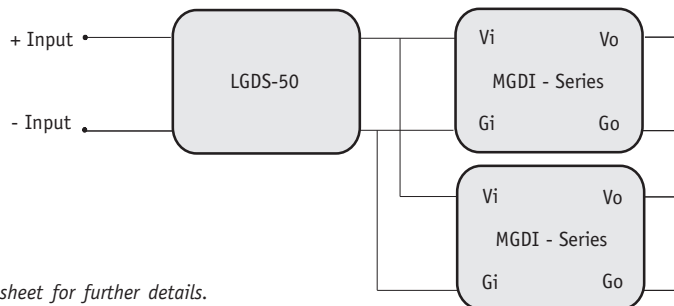 + Input
- Input
LGDS-50
Vi Vo
MGDI - Series
Gi Go
Vi Vo
MGDI - Series
Gi Go
sheet for further details.